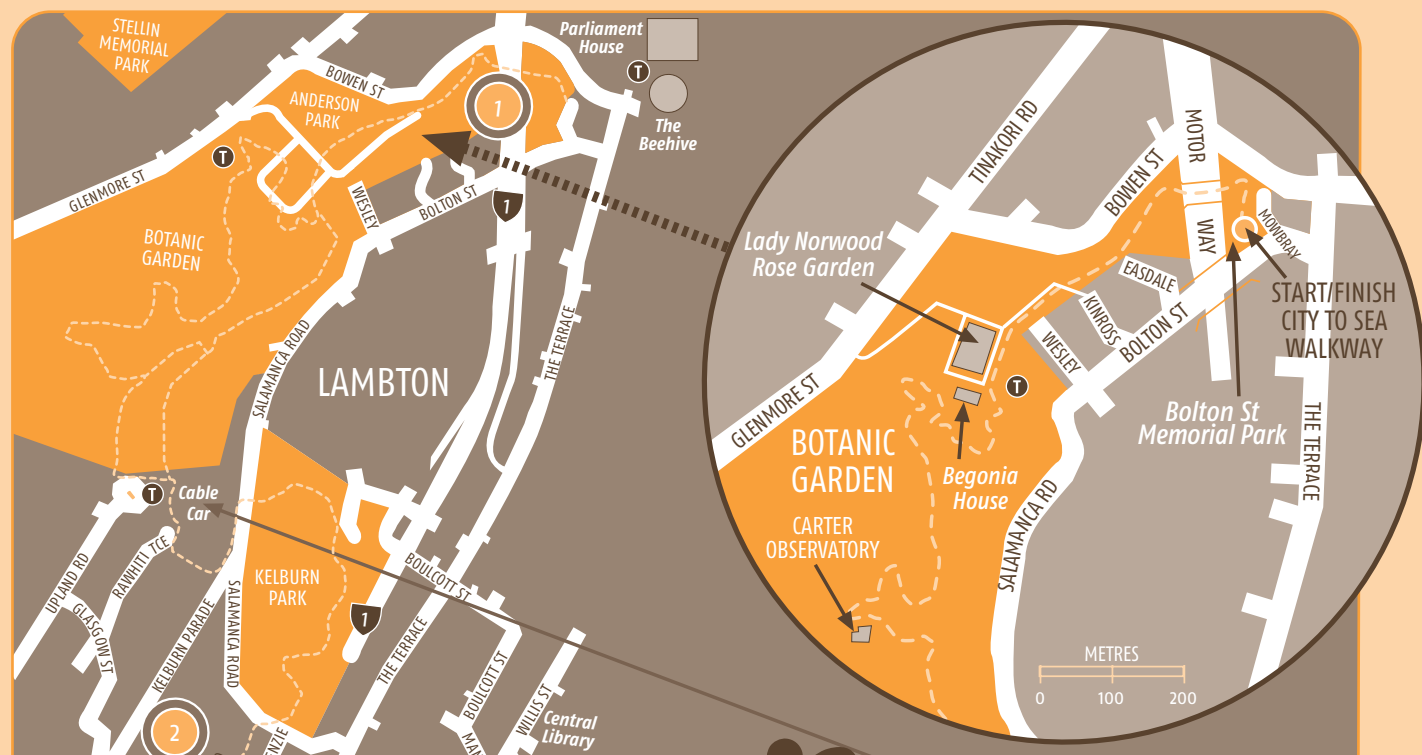 STELLIN
MEMORIAL
PARK
Parliament
House
T
The
Beehive
BOWEN ST
ANDERSON
PARK
1
T
GLENMORE ST
WESLEY
BOLTON ST
1
BOTANIC
GARDEN
SALAMANCA ROAD
LAMBTON
THE TERRACE
T
Cable
Car
UPLAND RD
RAWHITI TCE
GLASGOW ST
KELBURN PARADE
SALAMANCA ROAD
KELBURN
PARK
1
BOULCOTT ST
THE TERRACE
BOULCOTT ST
WILLIS ST
Central
Library
2
TINAKORI RD
MOTOR
WAY
BOWEN ST
MOWBRAY
Lady Norwood
Rose Garden
EASDALE
KINROSS
BOLTON ST
WESLEY
START/FINISH
CITY TO SEA
WALKWAY
T
GLENMORE ST
Bolton St
Memorial Park
THE TERRACE
BOTANIC
GARDEN
Begonia
House
SALAMANCA RD
CARTER
OBSERVATORY
METRES
0 100 200